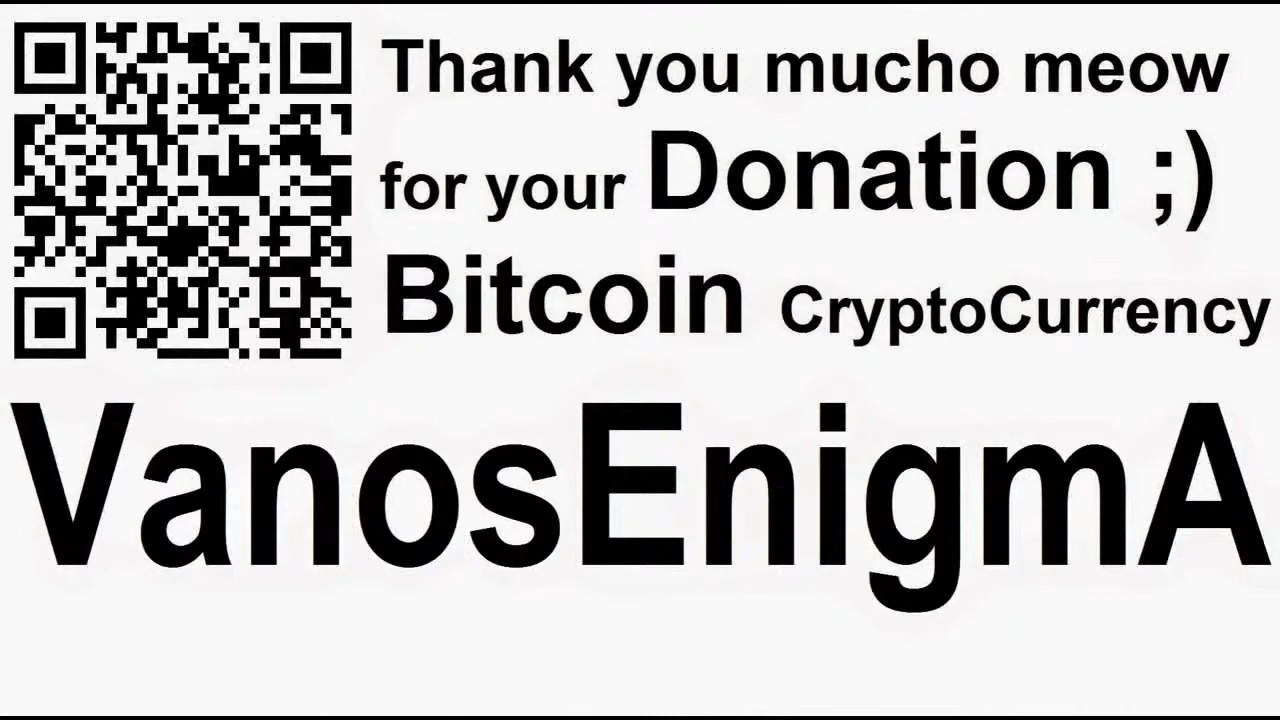 Thank you mucho meow
for your Donation ;)
Bitcoin CryptoCurrency
VanosEnigmA